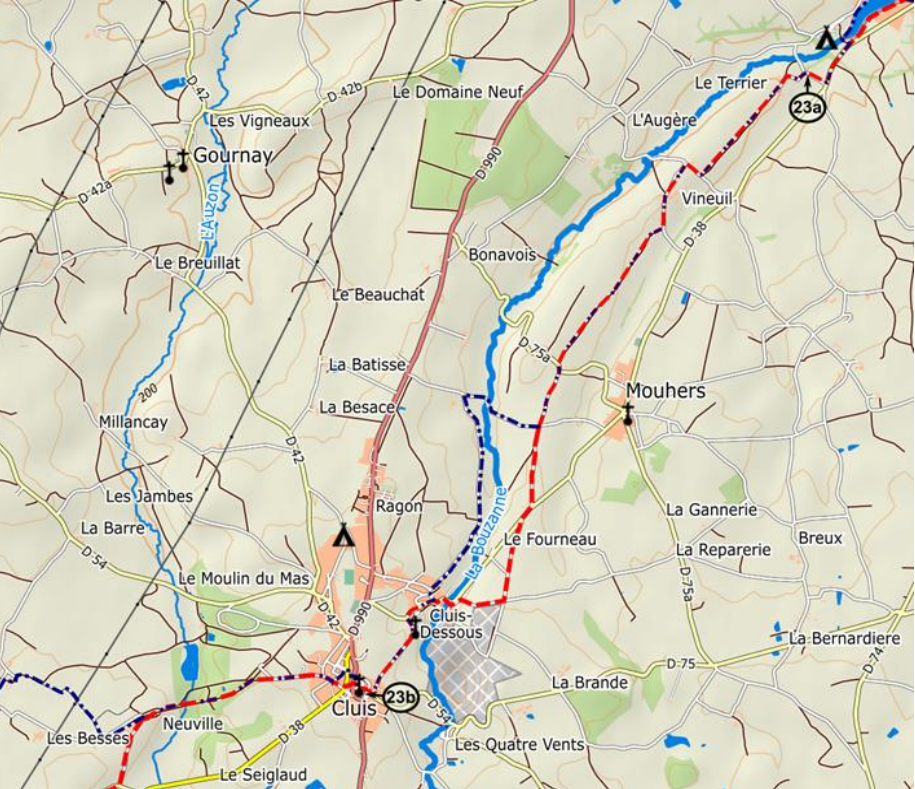 D 42
D 42b
Le Domaine Neuf
Le Terrier
23a
Les Vigneaux
L'Augère
Gournay
D 990
D 42a
L'Auzon
Vineuil
D-38
Le Breuillat
Bonavois
Le Beauchat
D-75a
La Batisse
200
La Besace
Mouhers
Millancay
D-42
Les Jambes
Ragon
La Bouzanne
La Gannerie
La Barre
Le Fourneau
Breux
D 54
La Reparerie
Le Moulin du Mas
D-75a
D-42
D-990
Cluis-
Dessous
La Bernardiere
D-75
D-74
La Brande
23b
Cluis
D-54
Neuville
D-38
Les Besses
Les Quatre Vents
Le Seiglaud